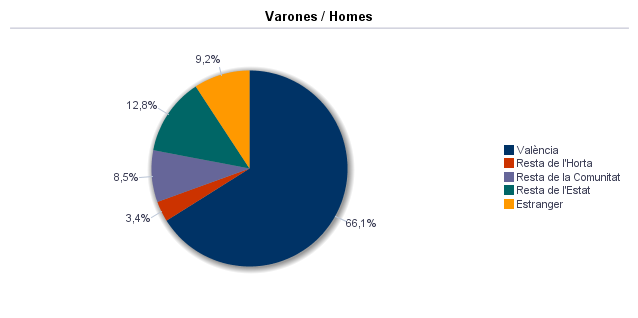 Varones / Homes
9,2%
12,8%
8,5%
3,4%
66,1%
València
Resta de l'Horta
Resta de la Comunitat
Resta de l'Estat
Estranger